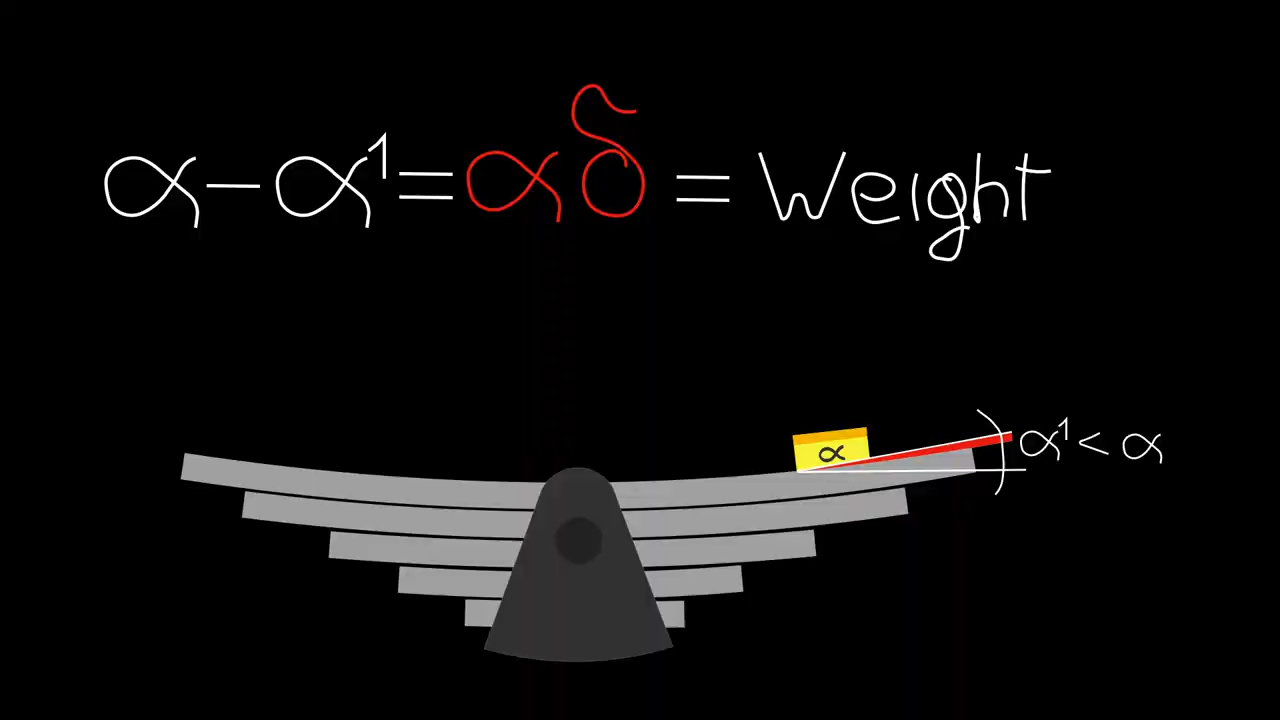 α – α¹ = αδ = Weight
α
α¹ < α